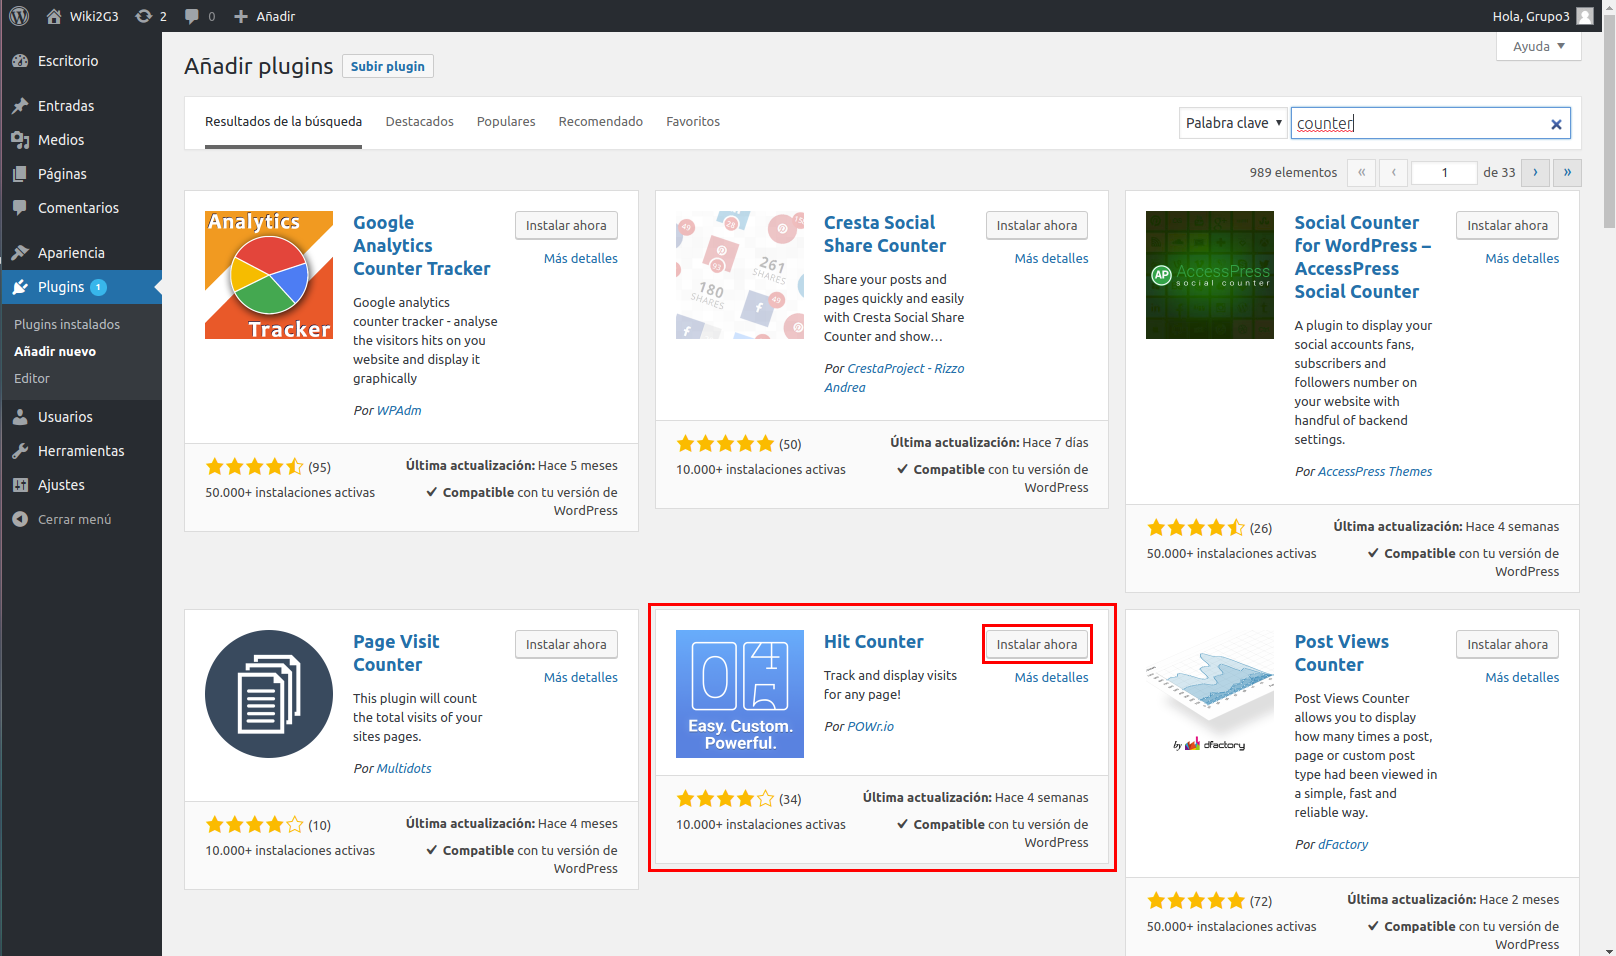 Wiki2G3 2 0 Añadir Hola, Grupo3
Ayuda
Escritorio
Entradas
Medios
Páginas
Comentarios
Apariencia
Plugins 1
Plugins instalados
Añadir nuevo
Editor
Usuarios
Herramientas
Ajustes
Cerrar menú
Añadir plugins Subir plugin
Resultados de la búsqueda Destacados Populares Recomendado Favoritos Palabra clave counter
989 elementos « ‹ 1 de 33 › »
Analytics
Tracker
Google
Analytics
Counter Tracker
Instalar ahora
Más detalles
Google analytics
counter tracker - analyse
the visitors hits on you
website and display it
graphically
Por WPAdm
(95)
50.000+ instalaciones activas
Última actualización: Hace 5 meses
Compatible con tu versión de
WordPress
49
28
93
261
SHARES
180
SHARES
49
Cresta Social
Share Counter
Instalar ahora
Más detalles
Share your posts and
pages quickly and easily
with Cresta Social Share
Counter and show…
Por CrestaProject - Rizzo
Andrea
(50)
10.000+ instalaciones activas
Última actualización: Hace 7 días
Compatible con tu versión de
WordPress
AP AccessPress
social counter
Social Counter
for WordPress –
AccessPress
Social Counter
Instalar ahora
Más detalles
A plugin to display your
social accounts fans,
subscribers and
followers number on
your website with
handful of backend
settings.
Por AccessPress Themes
(26)
50.000+ instalaciones activas
Última actualización: Hace 4 semanas
Compatible con tu versión de
WordPress
Page Visit
Counter
Instalar ahora
Más detalles
This plugin will count
the total visits of your
sites pages.
Por Multidots
(10)
10.000+ instalaciones activas
Última actualización: Hace 4 meses
Compatible con tu versión de
WordPress
Easy. Custom.
Powerful.
Hit Counter
Instalar ahora
Más detalles
Track and display visits
for any page!
Por POWr.io
(34)
10.000+ instalaciones activas
Última actualización: Hace 4 semanas
Compatible con tu versión de
WordPress
by dfactory
Post Views
Counter
Instalar ahora
Más detalles
Post Views Counter
allows you to display
how many times a post,
page or custom post
type had been viewed in
a simple, fast and
reliable way.
Por dFactory
(72)
50.000+ instalaciones activas
Última actualización: Hace 2 meses
Compatible con tu versión de
WordPress